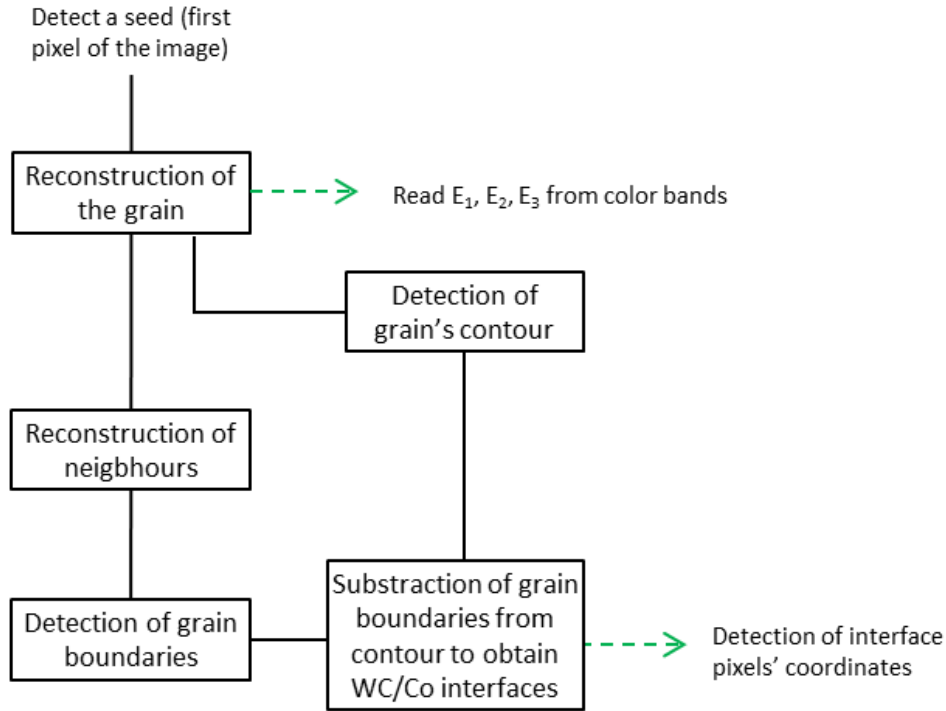 Detect a seed (first
pixel of the image)
Reconstruction of
the grain
Read E₁, E₂, E₃ from color bands
Detection of
grain's contour
Reconstruction of
neigbhours
Detection of grain
boundaries
Substraction of grain
boundaries from
contour to obtain
WC/Co interfaces
Detection of interface
pixels' coordinates